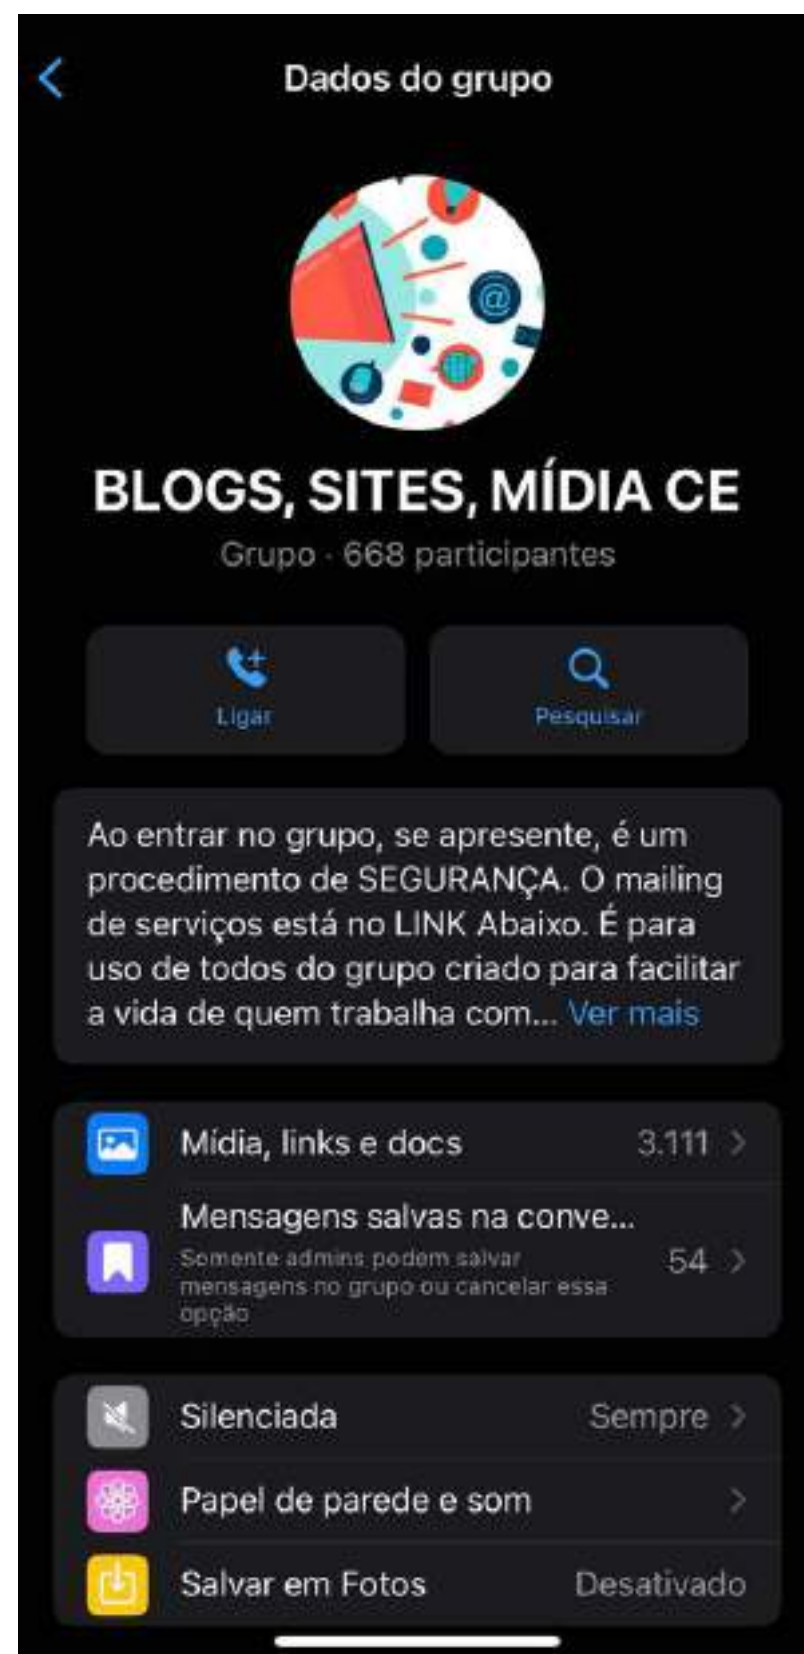 Dados do grupo
@
BLOGS, SITES, MÍDIA CE
Grupo · 668 participantes
Ligar
Pesquisar
Ao entrar no grupo, se apresente, é um
procedimento de SEGURANÇA. O mailing
de serviços está no LINK Abaixo. É para
uso de todos do grupo criado para facilitar
a vida de quem trabalha com... Ver mais
Mídia, links e docs 3.111
Mensagens salvas na conve... 54
Somente admins podem salvar
mensagens no grupo ou cancelar essa
opção
Silenciada Sempre
Papel de parede e som
Salvar em Fotos Desativado